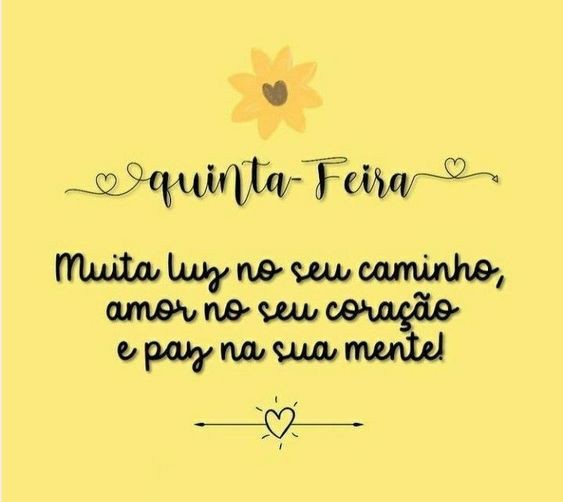 quinta-Feira
Muita luz no seu caminho,
amor no seu coração
e paz na sua mente!